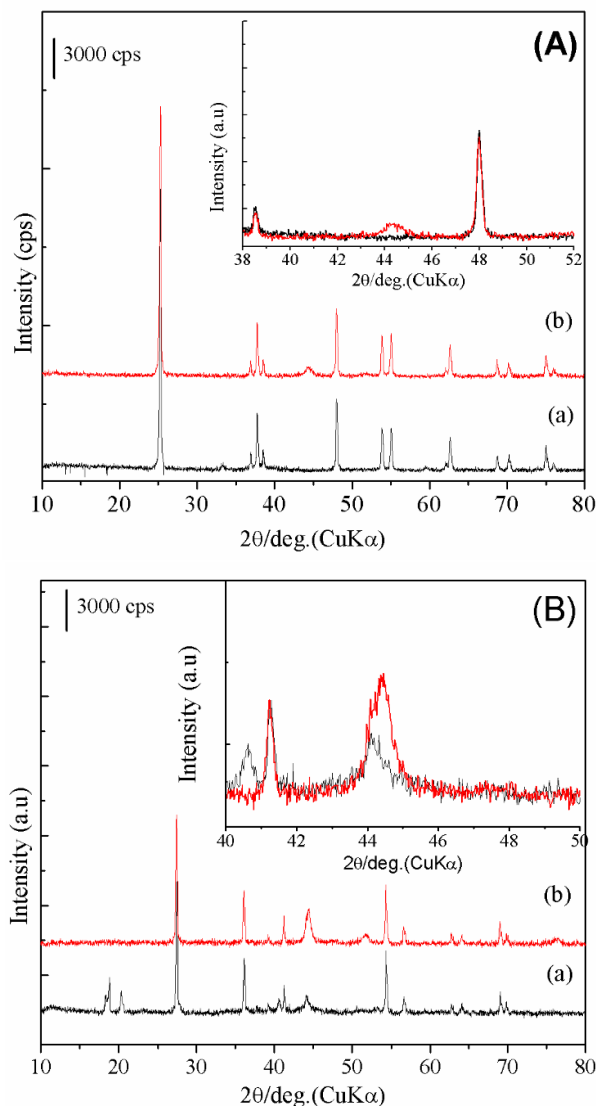 3000 cps
(A)
Intensity (a.u)
38 40 42 44 46 48 50 52
2θ/deg.(CuKα)
Intensity (cps)
(b)
(a)
10 20 30 40 50 60 70 80
2θ/deg.(CuKα)
3000 cps
(B)
Intensity (a.u)
40 42 44 46 48 50
2θ/deg.(CuKα)
Intensity (a.u)
(b)
(a)
10 20 30 40 50 60 70 80
2θ/deg.(CuKα)